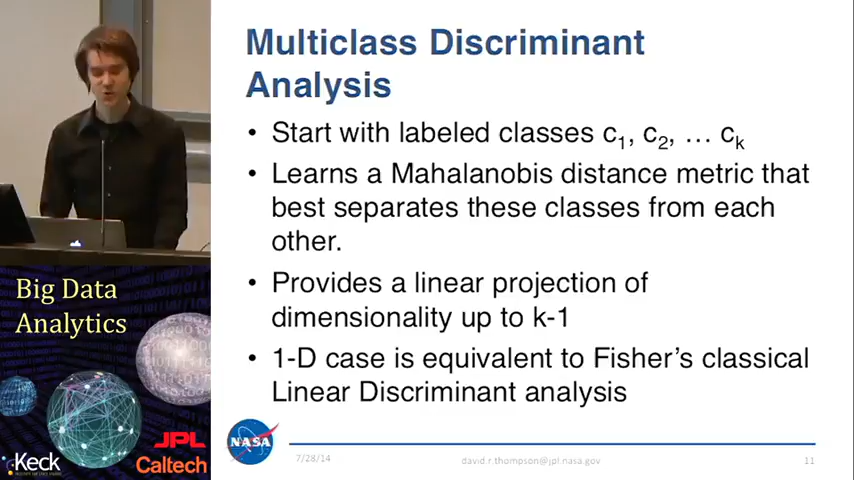 Multiclass Discriminant
Analysis
• Start with labeled classes c1, c2, … ck
• Learns a Mahalanobis distance metric that
best separates these classes from each
other.
• Provides a linear projection of
dimensionality up to k-1
• 1-D case is equivalent to Fisher's classical
Linear Discriminant analysis
Big Data
Analytics
JPL
Keck
Caltech
NASA
7/28/14
david.r.thompson@jpl.nasa.gov
11